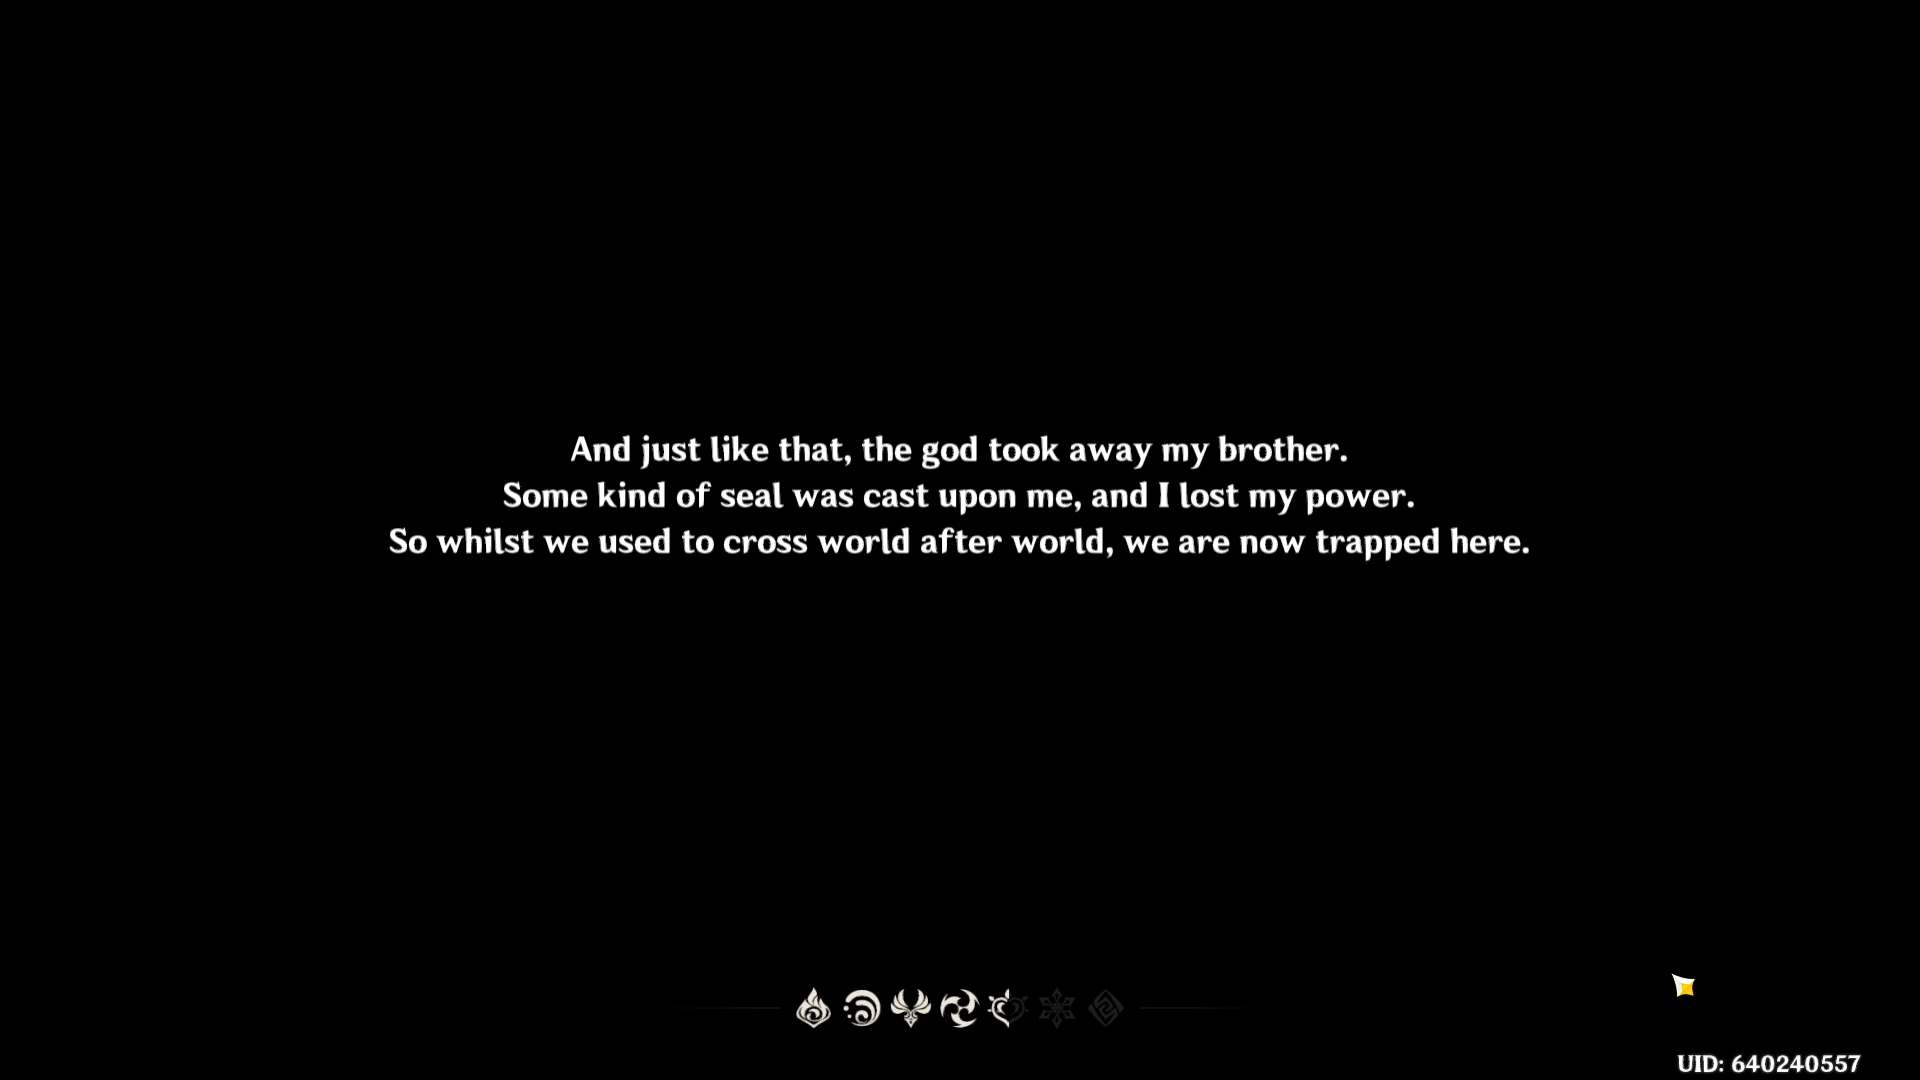 And just like that, the god took away my brother.
Some kind of seal was cast upon me, and I lost my power.
So whilst we used to cross world after world, we are now trapped here.
UID: 640240557